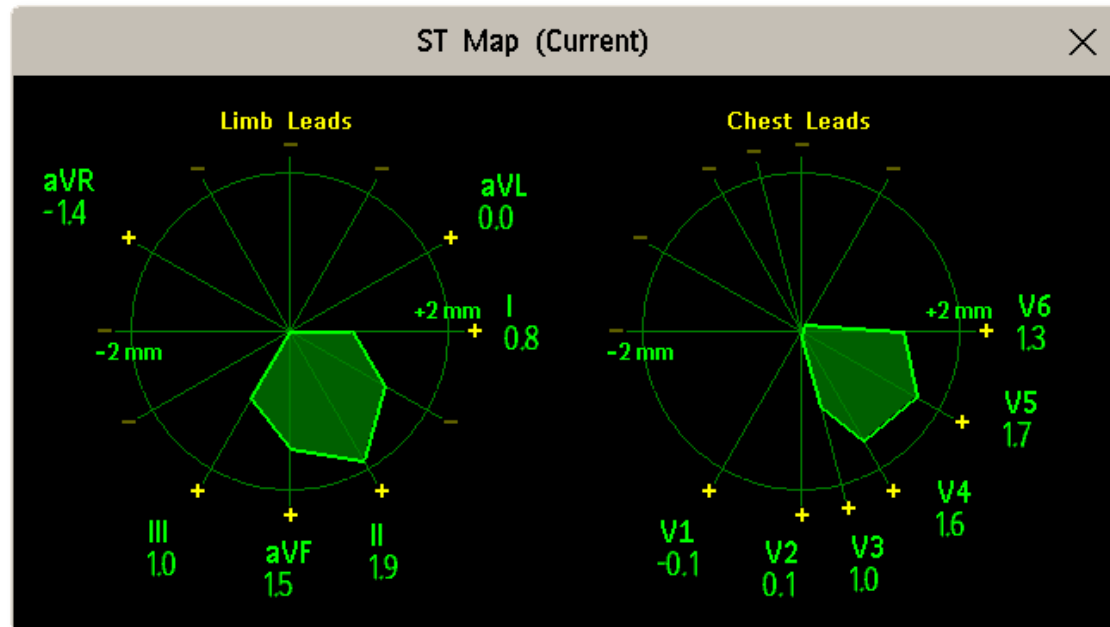 ST Map (Current)
Limb Leads
aVR
-1.4
aVL
0.0
I
0.8
+2 mm
-2 mm
III
1.0
aVF
1.5
II
1.9
Chest Leads
+2 mm
-2 mm
V6
1.3
V5
1.7
V4
1.6
V3
1.0
V2
0.1
V1
-0.1